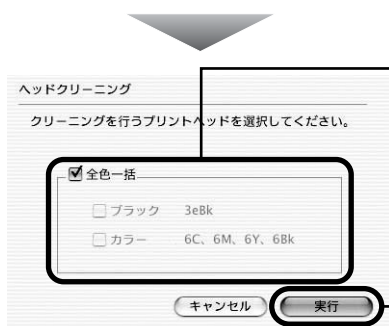 ヘッドクリーニング
クリーニングを行うプリントヘッドを選択してください。
全色一括
ブラック 3eBk
カラー 6C、6M、6Y、6Bk
キャンセル 実行